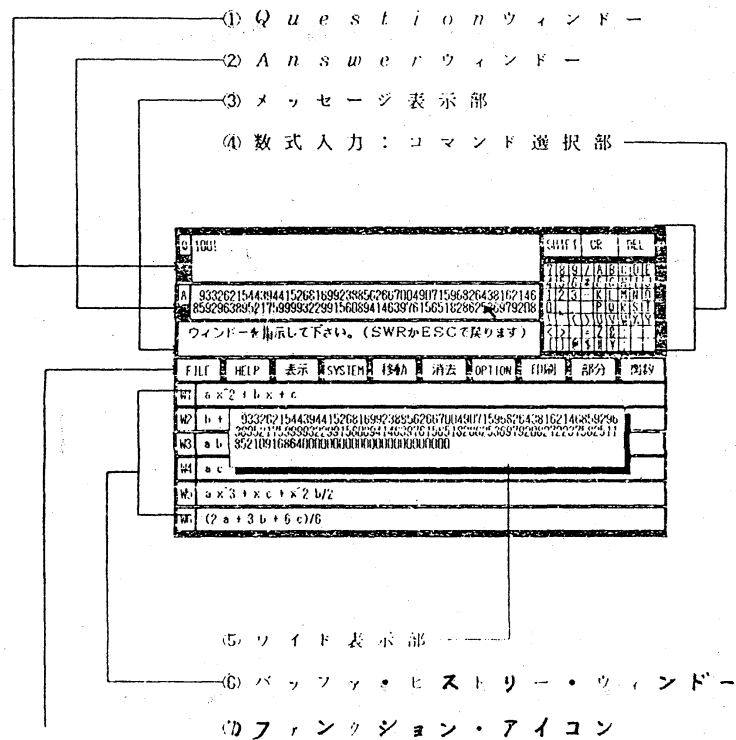 (1) Questionウィンドー
(2) Answerウィンドー
(3) メッセージ表示部
(4) 数式入力：コマンド選択部
Q 100!
SHIFT CR DEL
A 9332621544394415268169923885626670049071596826438162146
ウィンドーを指示して下さい。(SWRかESCで戻ります)
FILE HELP 表示 SYSTEM 移動 消去 OPTION 印刷 部分 関数
W1 a x^2 + b x + c
W2 b +
9332621544394415268169923885626670049071596826438162146859296
W3 a b
W4 a c
W5 a x^3 + x c + x^2 b/2
W6 (2 a + 3 b + 6 c)/6
(5) ワイド表示部
(6) バッファ・ヒストリー・ウィンドー
(7) ファンクション・アイコン